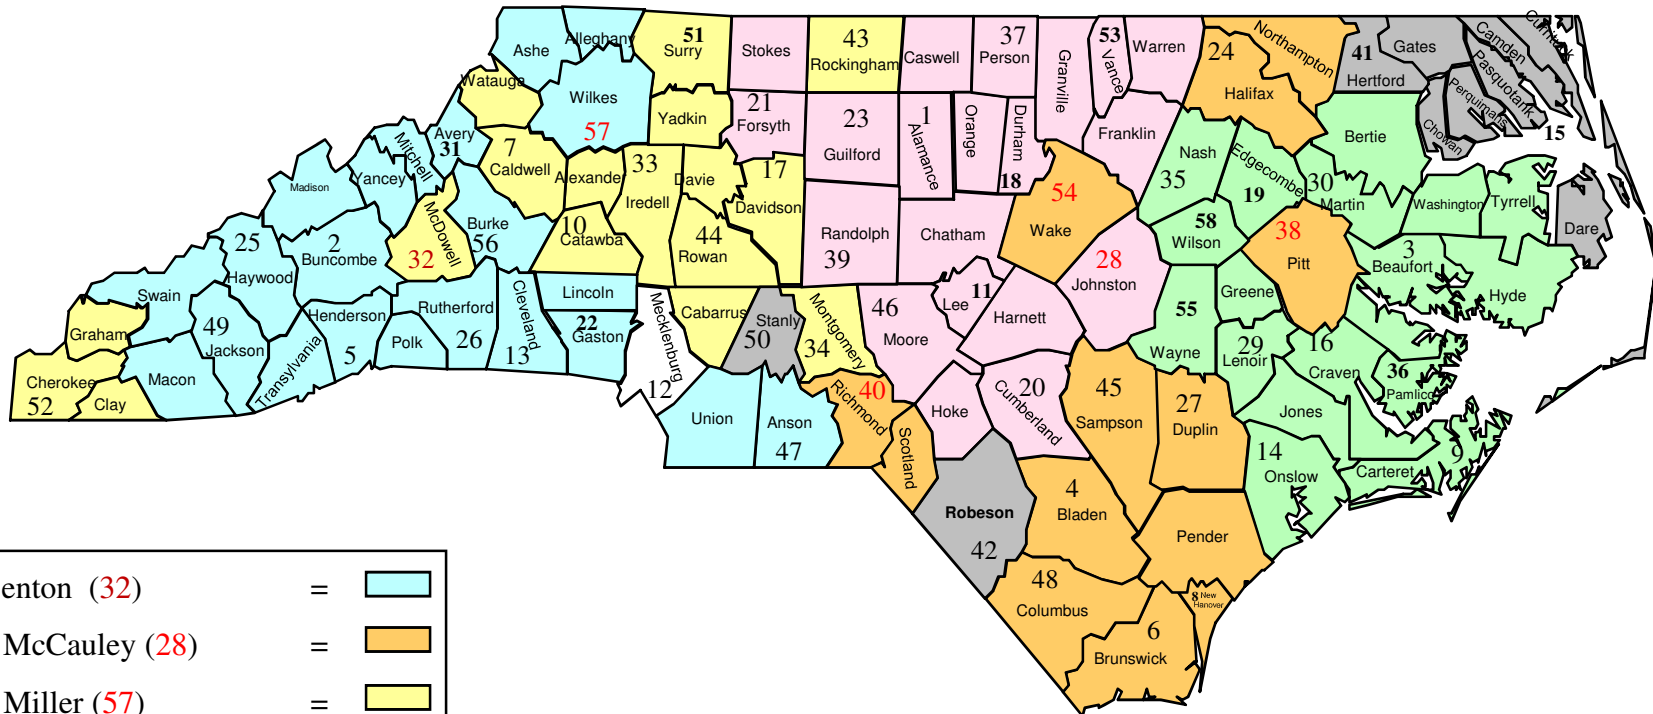 Ashe
Alleghany
51
Surry
Stokes
43
Rockingham
Caswell
37
Person
Granville
53
Vance
Warren
24
Halifax
Northampton
41
Hertford
Gates
Camden
Currituck
Pasquotank
Perquimans
Chowan
15
Watauga
Wilkes
57
Yadkin
21
Forsyth
23
Guilford
1
Alamance
Orange
Durham
18
Franklin
Nash
35
Edgecombe
19
Bertie
30
Martin
Washington
Tyrrell
Dare
Avery
31
Mitchell
Yancey
Madison
7
Caldwell
Alexander
33
Iredell
Davie
17
Davidson
54
Wake
58
Wilson
38
Pitt
3
Beaufort
Hyde
McDowell
32
Burke
56
10
Catawba
44
Rowan
Randolph
39
Chatham
28
Johnston
25
Haywood
2
Buncombe
Swain
Graham
Cherokee
52
Clay
Macon
49
Jackson
Transylvania
Henderson
5
Polk
Rutherford
26
Cleveland
13
Lincoln
22
Gaston
Mecklenburg
12
Cabarrus
Stanly
50
Montgomery
34
46
Moore
Lee
11
Harnett
55
Wayne
Greene
29
Lenoir
16
Craven
36
Pamlico
Jones
Union
Anson
47
Richmond
40
Scotland
Hoke
20
Cumberland
45
Sampson
27
Duplin
14
Onslow
Carteret
9
Robeson
42
4
Bladen
Pender
48
Columbus
6
Brunswick
8 New
Hanover
enton (32) =
McCauley (28) =
Miller (57) =